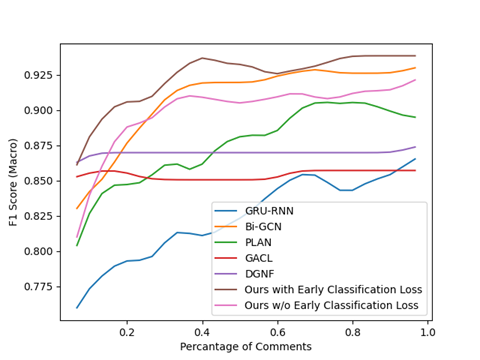 0.925
0.900
0.875
0.850
0.825
0.800
0.775
F1 Score (Macro)
GRU-RNN
Bi-GCN
PLAN
GACL
DGNF
Ours with Early Classification Loss
Ours w/o Early Classification Loss
0.2
0.4
0.6
0.8
1.0
Percantage of Comments